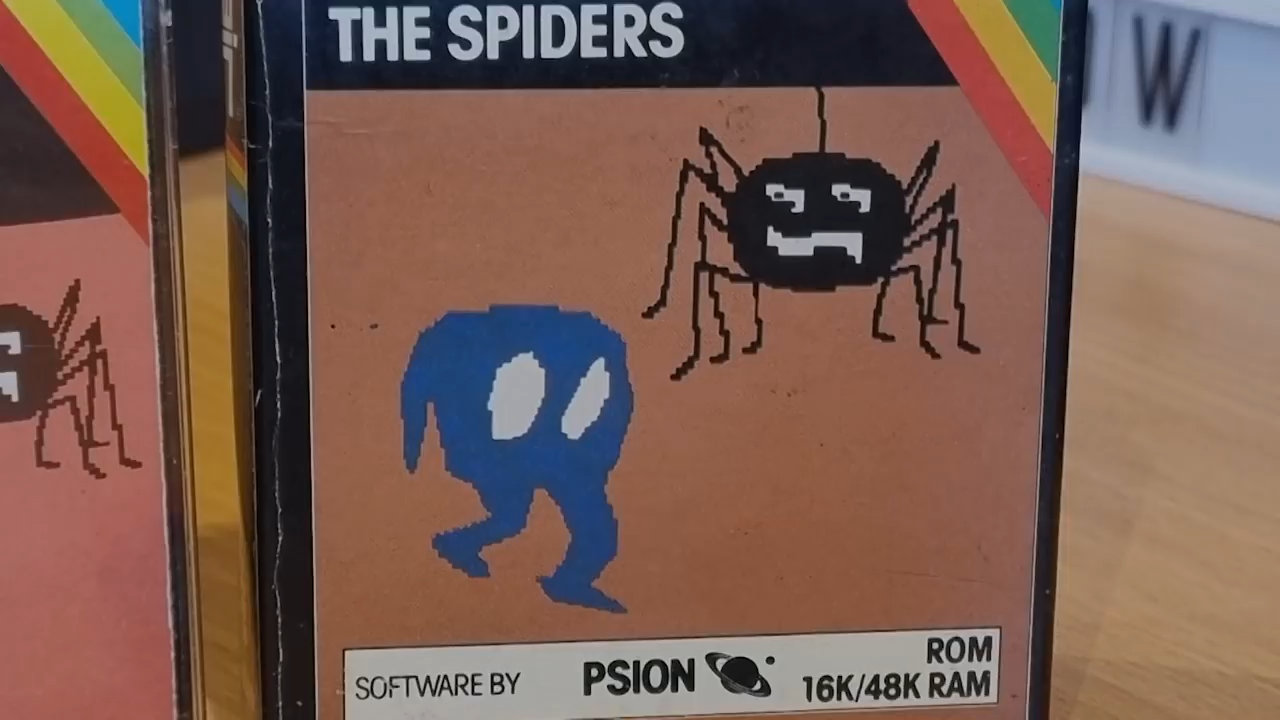 THE SPIDERS
W
SOFTWARE BY PSION ROM
16K/48K RAM